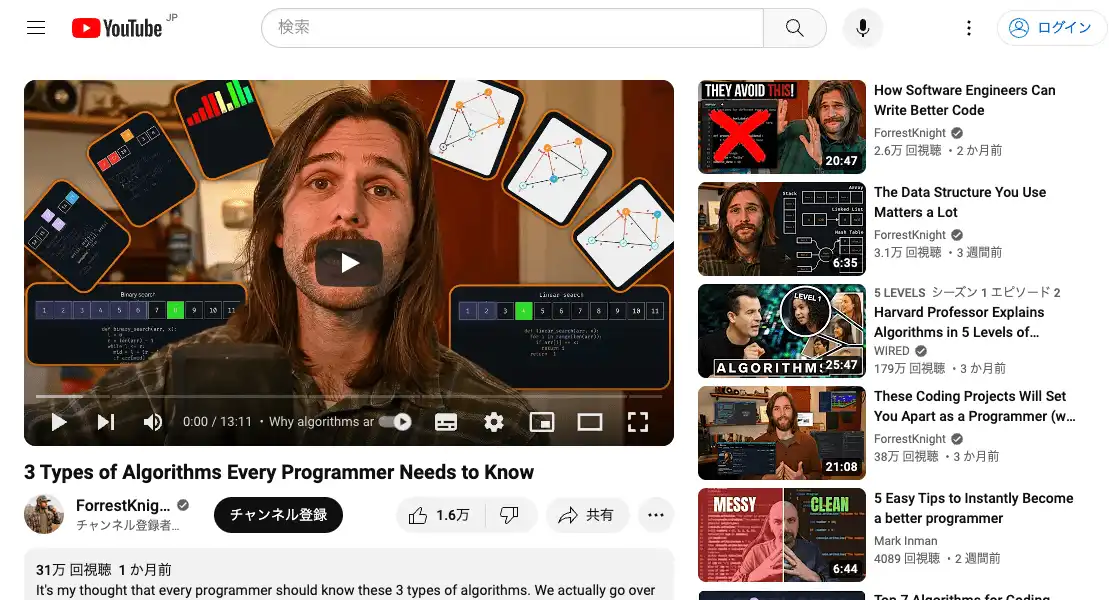 YouTube JP
検索
ログイン
Binary search
1 2 3 4 5 6 7 8 9 10 11
def binary_search(arr, x):
Linear search
1 2 3 4 5 6 7 8 9 10 11
def linear_search(arr, x):
0:00 / 13:11 • Why algorithms ar
3 Types of Algorithms Every Programmer Needs to Know
ForrestKnig...
チャンネル登録者...
チャンネル登録
1.6万
共有
31万 回視聴 1 か月前
It's my thought that every programmer should know these 3 types of algorithms. We actually go over
THEY AVOID THIS!
20:47
How Software Engineers Can
Write Better Code
ForrestKnight
2.6万 回視聴 • 2 か月前
Stack
Array
Linked List
Hash Table
6:35
The Data Structure You Use
Matters a Lot
ForrestKnight
3.1万 回視聴 • 3 週間前
LEVEL 1
ALGORITHMS
25:47
5 LEVELS シーズン 1 エピソード 2
Harvard Professor Explains
Algorithms in 5 Levels of…
WIRED
179万 回視聴 • 3 か月前
21:08
These Coding Projects Will Set
You Apart as a Programmer (w…
ForrestKnight
38万 回視聴 • 3 か月前
MESSY
CLEAN
6:44
5 Easy Tips to Instantly Become
a better programmer
Mark Inman
4089 回視聴 • 2 週間前
Top 7 Algorithms for Coding